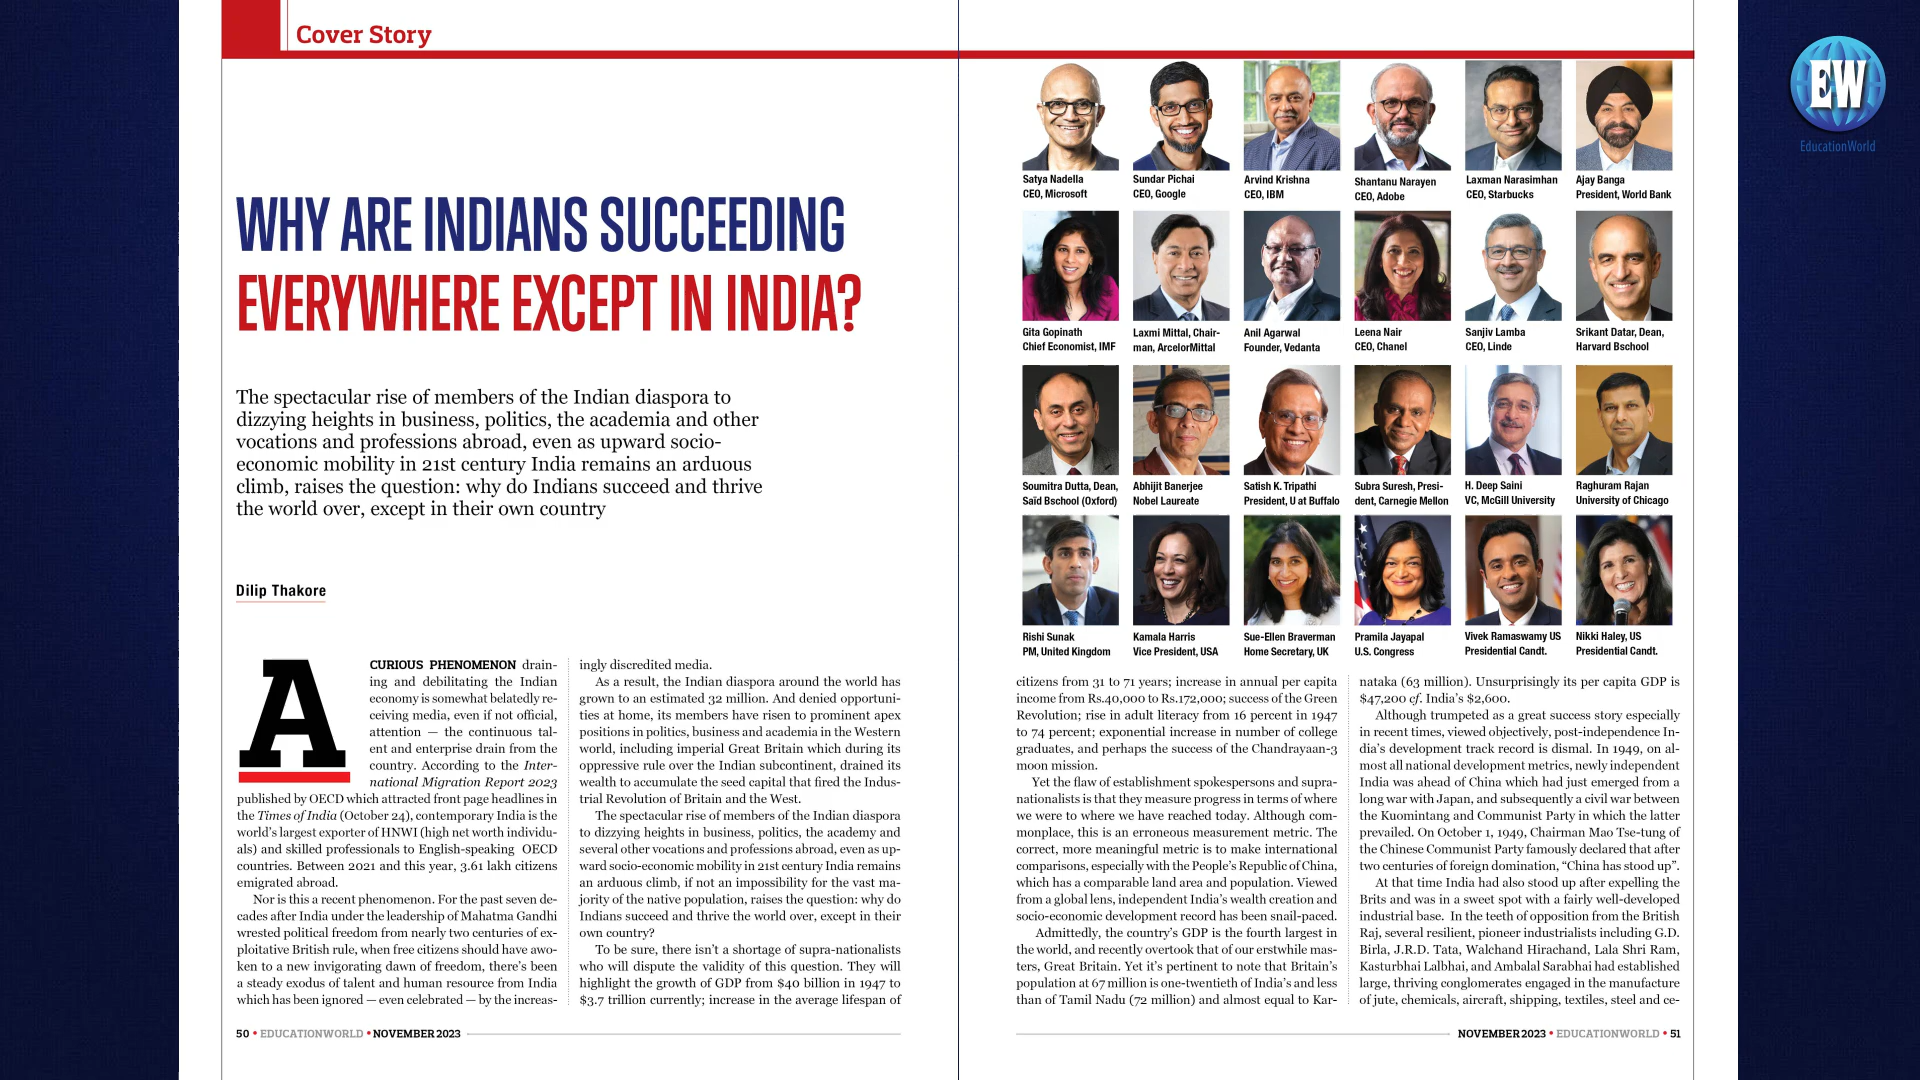 Cover Story
WHY ARE INDIANS SUCCEEDING
EVERYWHERE EXCEPT IN INDIA?
The spectacular rise of members of the Indian diaspora to
dizzying heights in business, politics, the academia and other
vocations and professions abroad, even as upward socio-
economic mobility in 21st century India remains an arduous
climb, raises the question: why do Indians succeed and thrive
the world over, except in their own country
Dilip Thakore
A CURIOUS PHENOMENON drain-
ing and debilitating the Indian
economy is somewhat belatedly re-
ceiving media, even if not official,
attention — the continuous tal-
ent and enterprise drain from the
country. According to the Inter-
national Migration Report 2023
published by OECD which attracted front page headlines in
the Times of India (October 24), contemporary India is the
world's largest exporter of HNWI (high net worth individu-
als) and skilled professionals to English-speaking OECD
countries. Between 2021 and this year, 3.61 lakh citizens
emigrated abroad.
Nor is this a recent phenomenon. For the past seven de-
cades after India under the leadership of Mahatma Gandhi
wrested political freedom from nearly two centuries of ex-
ploitative British rule, when free citizens should have awo-
ken to a new invigorating dawn of freedom, there's been
a steady exodus of talent and human resource from India
which has been ignored — even celebrated — by the increas-
ingly discredited media.
As a result, the Indian diaspora around the world has
grown to an estimated 32 million. And denied opportuni-
ties at home, its members have risen to prominent apex
positions in politics, business and academia in the Western
world, including imperial Great Britain which during its
oppressive rule over the Indian subcontinent, drained its
wealth to accumulate the seed capital that fired the Indus-
trial Revolution of Britain and the West.
The spectacular rise of members of the Indian diaspora
to dizzying heights in business, politics, the academy and
several other vocations and professions abroad, even as up-
ward socio-economic mobility in 21st century India remains
an arduous climb, if not an impossibility for the vast ma-
jority of the native population, raises the question: why do
Indians succeed and thrive the world over, except in their
own country?
To be sure, there isn't a shortage of supra-nationalists
who will dispute the validity of this question. They will
highlight the growth of GDP from $40 billion in 1947 to
$3.7 trillion currently; increase in the average lifespan of
50 • EDUCATIONWORLD • NOVEMBER 2023
Satya Nadella
CEO, Microsoft
Sundar Pichai
CEO, Google
Arvind Krishna
CEO, IBM
Shantanu Narayen
CEO, Adobe
Laxman Narasimhan
CEO, Starbucks
Ajay Banga
President, World Bank
Gita Gopinath
Chief Economist, IMF
Laxmi Mittal, Chair-
man, ArcelorMittal
Anil Agarwal
Founder, Vedanta
Leena Nair
CEO, Chanel
Sanjiv Lamba
CEO, Linde
Srikant Datar, Dean,
Harvard Bschool
Soumitra Dutta, Dean,
Saïd Bschool (Oxford)
Abhijit Banerjee
Nobel Laureate
Satish K. Tripathi
President, U at Buffalo
Subra Suresh, Presi-
dent, Carnegie Mellon
H. Deep Saini
VC, McGill University
Raghuram Rajan
University of Chicago
Rishi Sunak
PM, United Kingdom
Kamala Harris
Vice President, USA
Sue-Ellen Braverman
Home Secretary, UK
Pramila Jayapal
U.S. Congress
Vivek Ramaswamy US
Presidential Candt.
Nikki Haley, US
Presidential Candt.
citizens from 31 to 71 years; increase in annual per capita
income from Rs.40,000 to Rs.172,000; success of the Green
Revolution; rise in adult literacy from 16 percent in 1947
to 74 percent; exponential increase in number of college
graduates, and perhaps the success of the Chandrayaan-3
moon mission.
Yet the flaw of establishment spokespersons and supra-
nationalists is that they measure progress in terms of where
we were to where we have reached today. Although com-
monplace, this is an erroneous measurement metric. The
correct, more meaningful metric is to make international
comparisons, especially with the People's Republic of China,
which has a comparable land area and population. Viewed
from a global lens, independent India's wealth creation and
socio-economic development record has been snail-paced.
Admittedly, the country's GDP is the fourth largest in
the world, and recently overtook that of our erstwhile mas-
ters, Great Britain. Yet it's pertinent to note that Britain's
population at 67 million is one-twentieth of India's and less
than of Tamil Nadu (72 million) and almost equal to Kar-
nataka (63 million). Unsurprisingly its per capita GDP is
$47,200 cf. India's $2,600.
Although trumpeted as a great success story especially
in recent times, viewed objectively, post-independence In-
dia's development track record is dismal. In 1949, on al-
most all national development metrics, newly independent
India was ahead of China which had just emerged from a
long war with Japan, and subsequently a civil war between
the Kuomintang and Communist Party in which the latter
prevailed. On October 1, 1949, Chairman Mao Tse-tung of
the Chinese Communist Party famously declared that after
two centuries of foreign domination, "China has stood up".
At that time India had also stood up after expelling the
Brits and was in a sweet spot with a fairly well-developed
industrial base. In the teeth of opposition from the British
Raj, several resilient, pioneer industrialists including G.D.
Birla, J.R.D. Tata, Walchand Hirachand, Lala Shri Ram,
Kasturbhai Lalbhai, and Ambalal Sarabhai had established
large, thriving conglomerates engaged in the manufacture
of jute, chemicals, aircraft, shipping, textiles, steel and ce-
NOVEMBER 2023 • EDUCATIONWORLD • 51
EW
EducationWorld